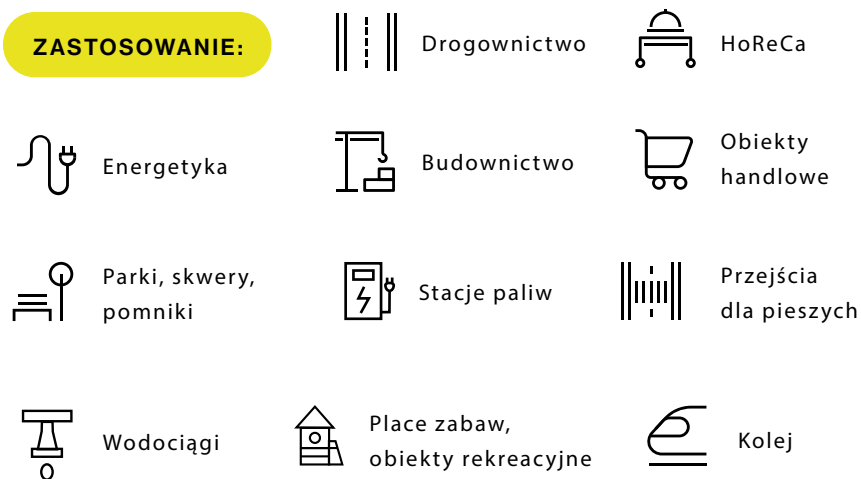 ZASTOSOWANIE:
Drogownictwo
HoReCa
Energetyka
Budownictwo
Obiekty
handlowe
Parki, skwery,
pomniki
Stacje paliw
Przejścia
dla pieszych
Wodociągi
Place zabaw,
obiekty rekreacyjne
Kolej